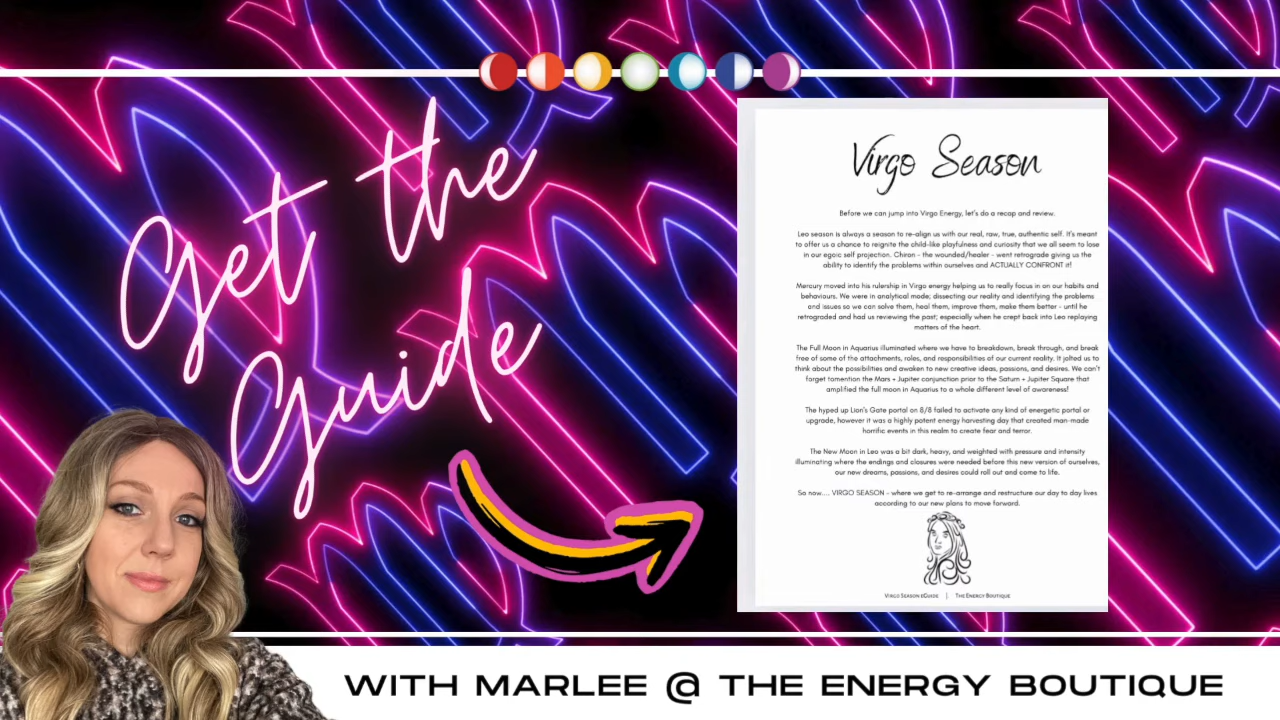 Get the
Guide
Virgo Season
Before we can jump into Virgo Energy, let's do a recap and review.
Leo season is always a season to re-align us with our real, raw, true, authentic self. It's meant
to offer us a chance to reignite the child-like playfulness and curiosity that we all seem to lose
in our egoic self projection. Chiron - the wounded/healer - went retrograde giving us the
ability to identify the problems within ourselves and ACTUALLY CONFRONT it!
Mercury moved into his rulership in Virgo energy helping us to really focus in on our habits and
behaviours. We were in analytical mode; dissecting our reality and identifying the problems
and issues so we can solve them, heal them, improve them, make them better - until he
retrograded and had us reviewing the past; especially when he crept back into Leo replaying
matters of the heart.
The Full Moon in Aquarius illuminated where we have to breakdown, break through, and break
free of some of the attachments, roles, and responsibilities of our current reality. It jolted us to
think about the possibilities and awaken to new creative ideas, passions, and desires. We can't
forget tomention the Mars + Jupiter conjunction prior to the Saturn + Jupiter Square that
amplified the full moon in Aquarius to a whole different level of awareness!
The hyped up Lion's Gate portal on 8/8 failed to activate any kind of energetic portal or
upgrade, however it was a highly potent energy harvesting day that created man-made
horrific events in this realm to create fear and terror.
The New Moon in Leo was a bit dark, heavy, and weighted with pressure and intensity
illuminating where the endings and closures were needed before this new version of ourselves,
our new dreams, passions, and desires could roll out and come to life.
So now.... VIRGO SEASON - where we get to re-arrange and restructure our day to day lives
according to our new plans to move forward.
VIRGO SEASON EGUIDE | THE ENERGY BOUTIQUE
WITH MARLEE @ THE ENERGY BOUTIQUE